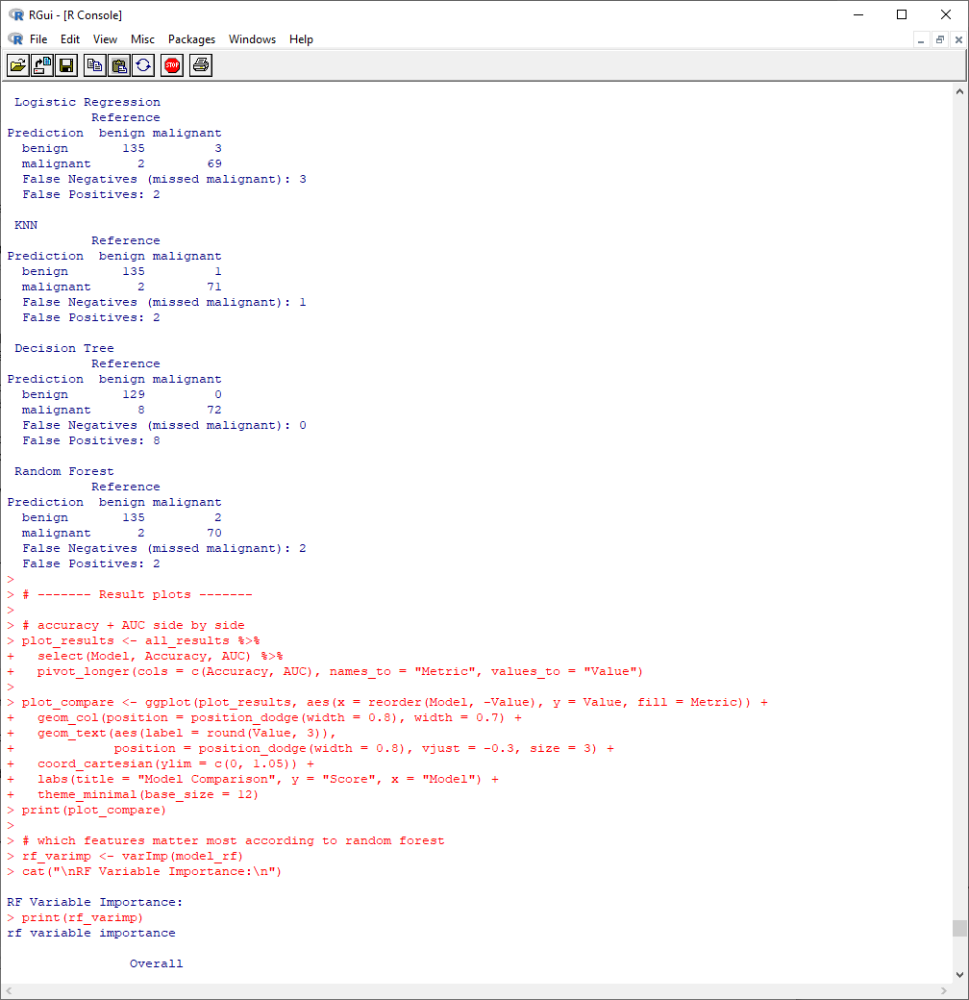 RGui - [R Console]
File Edit View Misc Packages Windows Help
STOP
Logistic Regression
          Reference
Prediction  benign malignant
  benign       135         3
  malignant      2        69
  False Negatives (missed malignant): 3
  False Positives: 2
KNN
          Reference
Prediction  benign malignant
  benign       135         1
  malignant      2        71
  False Negatives (missed malignant): 1
  False Positives: 2
Decision Tree
          Reference
Prediction  benign malignant
  benign       129         0
  malignant      8        72
  False Negatives (missed malignant): 0
  False Positives: 8
Random Forest
          Reference
Prediction  benign malignant
  benign       135         2
  malignant      2        70
  False Negatives (missed malignant): 2
  False Positives: 2
>
> # ------- Result plots -------
>
> # accuracy + AUC side by side
> plot_results <- all_results %>%
+   select(Model, Accuracy, AUC) %>%
+   pivot_longer(cols = c(Accuracy, AUC), names_to = "Metric", values_to = "Value")
>
> plot_compare <- ggplot(plot_results, aes(x = reorder(Model, -Value), y = Value, fill = Metric)) +
+   geom_col(position = position_dodge(width = 0.8), width = 0.7) +
+   geom_text(aes(label = round(Value, 3)),
+             position = position_dodge(width = 0.8), vjust = -0.3, size = 3) +
+   coord_cartesian(ylim = c(0, 1.05)) +
+   labs(title = "Model Comparison", y = "Score", x = "Model") +
+   theme_minimal(base_size = 12)
> print(plot_compare)
>
> # which features matter most according to random forest
> rf_varimp <- varImp(model_rf)
> cat("\nRF Variable Importance:\n")
RF Variable Importance:
> print(rf_varimp)
rf variable importance
                Overall